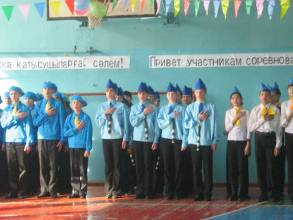 қатысушыларға, сәлем!
Привет участникам соревнова